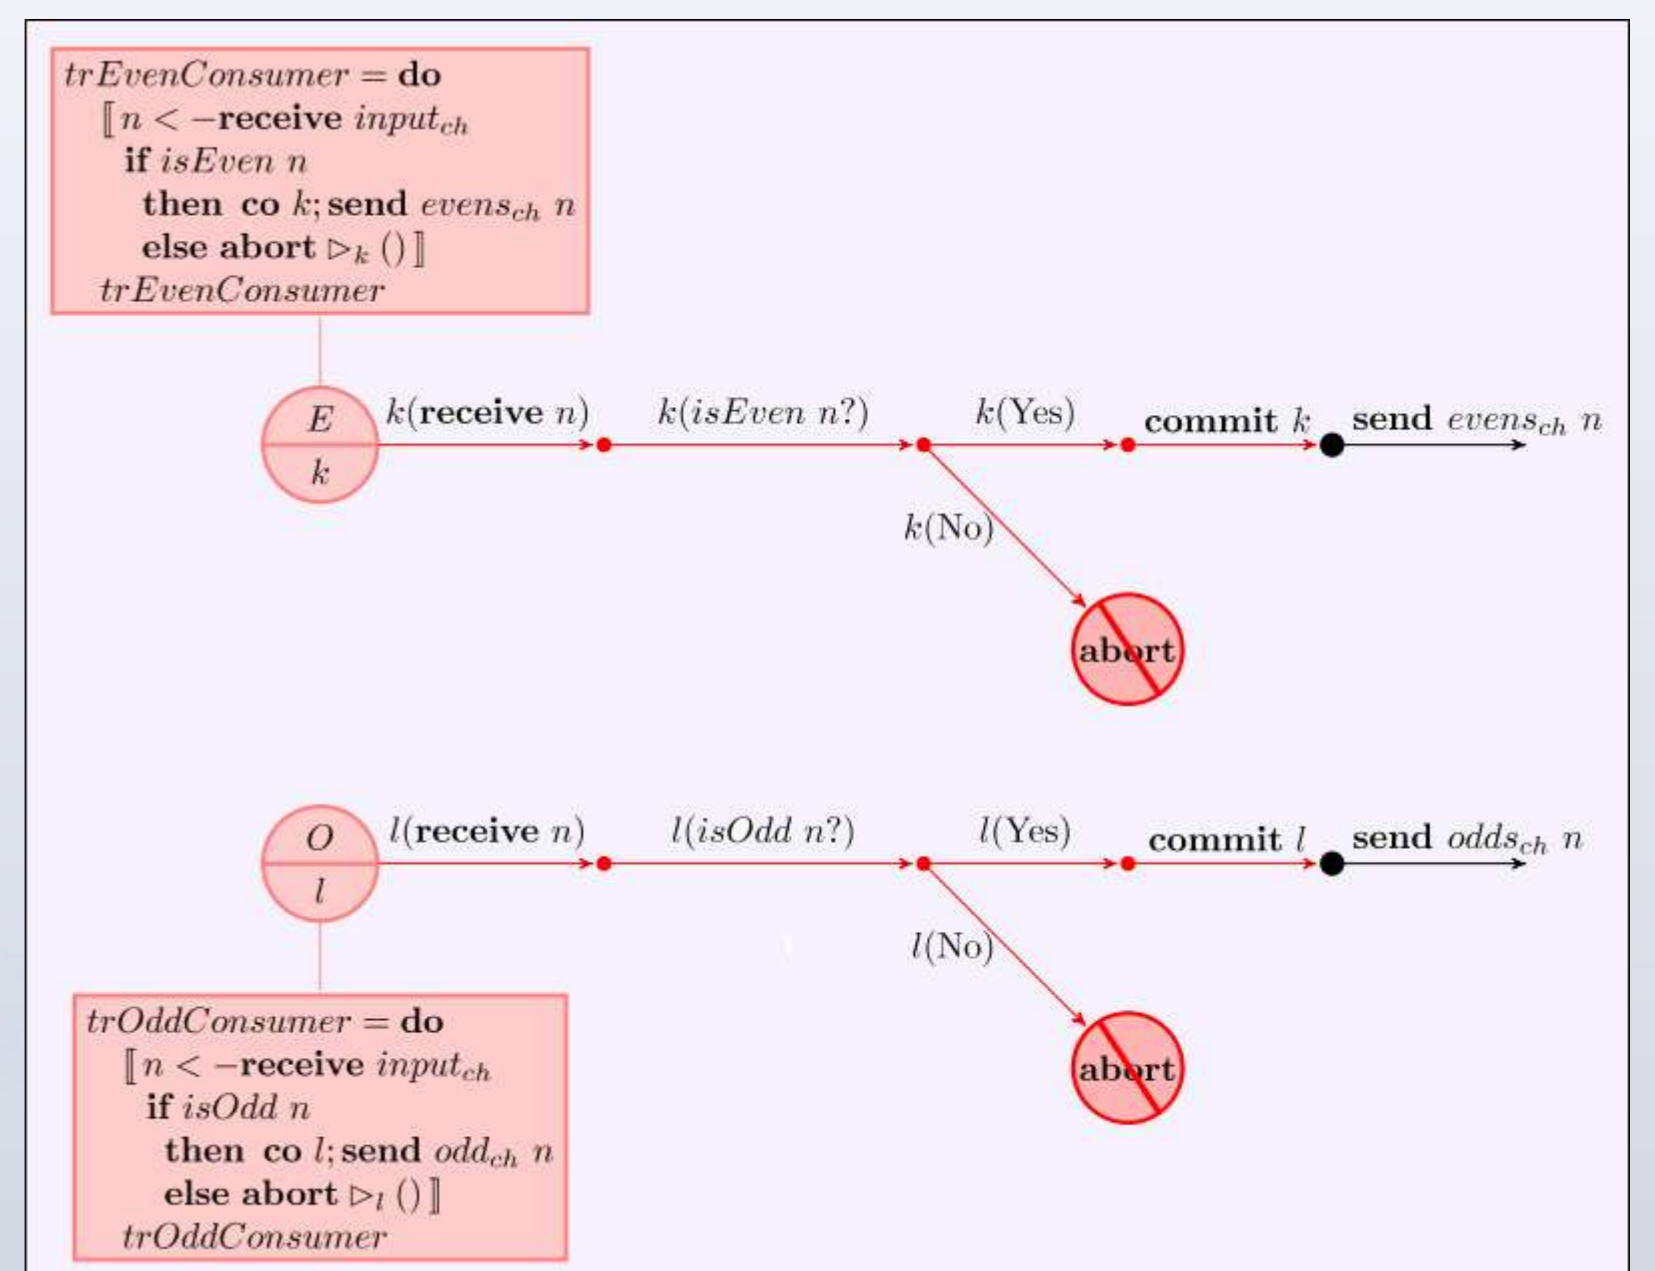 trEvenConsumer = do
⟦ n < −receive input_ch
if isEven n
then co k; send evens_ch n
else abort ▷_k () ⟧
trEvenConsumer
E
k
k(receive n)
k(isEven n?)
k(Yes)
commit k
send evens_ch n
k(No)
abort
O
l
l(receive n)
l(isOdd n?)
l(Yes)
commit l
send odds_ch n
l(No)
abort
trOddConsumer = do
⟦ n < −receive input_ch
if isOdd n
then co l; send odd_ch n
else abort ▷_l () ⟧
trOddConsumer